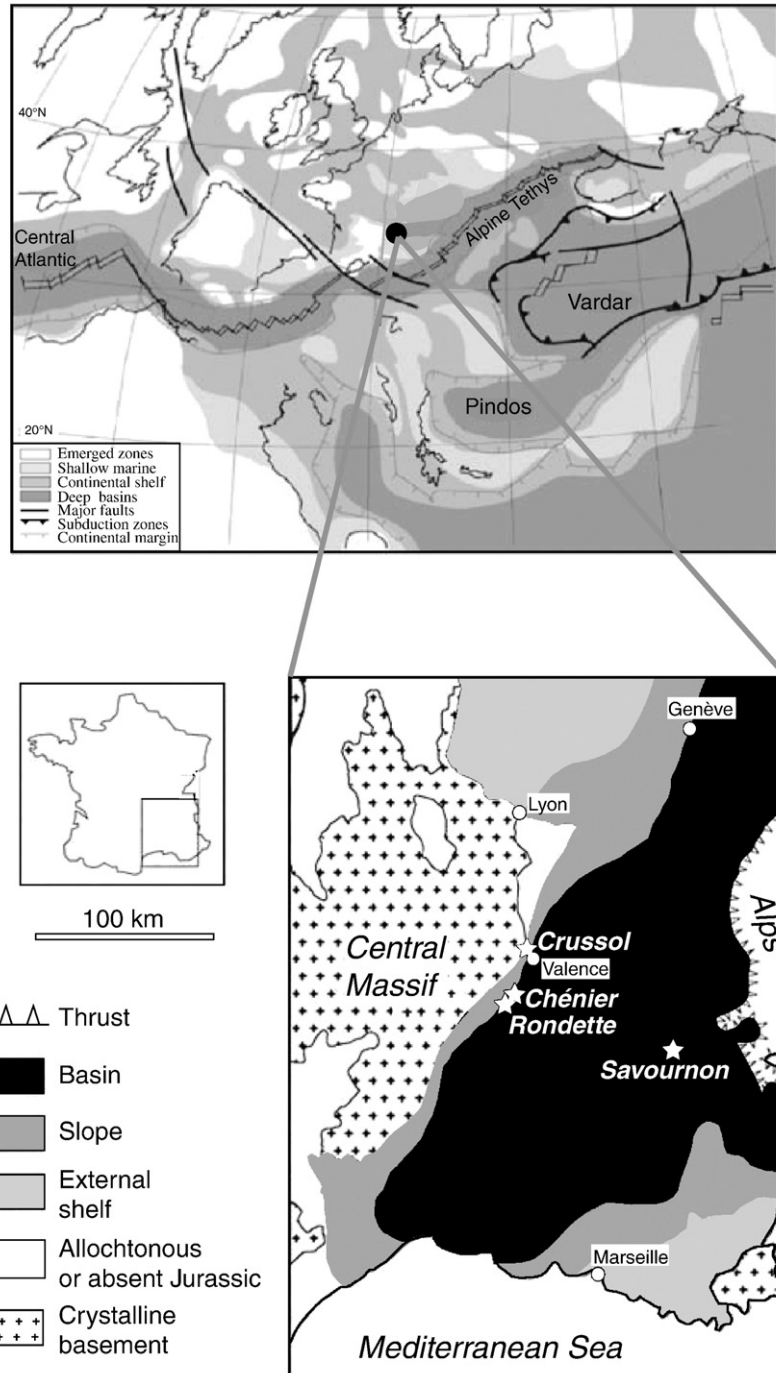 40°N
Central
Atlantic
Alpine Tethys
Vardar
Pindos
20°N
Emerged zones
Shallow marine
Continental shelf
Deep basins
Major faults
Subduction zones
Continental margin
Genève
Lyon
Alps
100 km
Central
Massif
Crussol
Valence
Chénier
Rondette
Savournon
Thrust
Basin
Slope
External
shelf
Allochtonous
or absent Jurassic
Crystalline
basement
Marseille
Mediterranean Sea